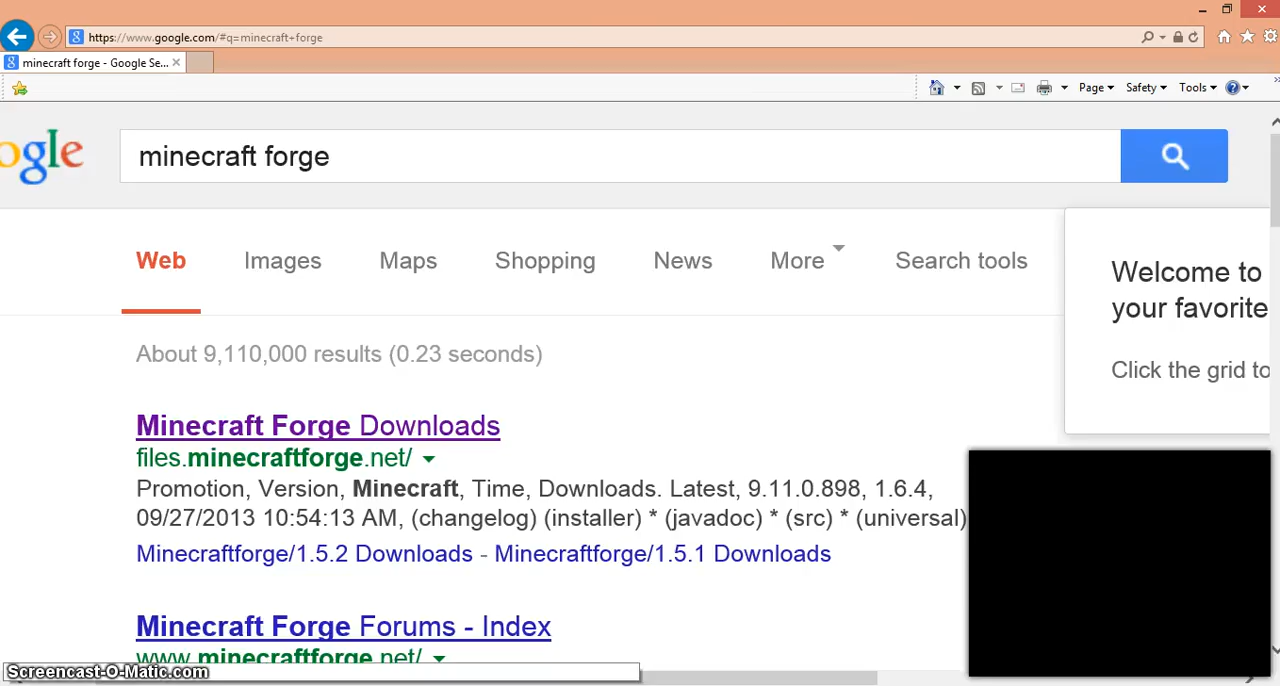 https://www.google.com/#q=minecraft+forge
minecraft forge - Google Se...
Page
Safety
Tools
ogle
minecraft forge
Web Images Maps Shopping News More Search tools
Welcome to
your favorite
Click the grid to
About 9,110,000 results (0.23 seconds)
Minecraft Forge Downloads
files.minecraftforge.net/
Promotion, Version, Minecraft, Time, Downloads. Latest, 9.11.0.898, 1.6.4,
09/27/2013 10:54:13 AM, (changelog) (installer) * (javadoc) * (src) * (universal)
Minecraftforge/1.5.2 Downloads - Minecraftforge/1.5.1 Downloads
Minecraft Forge Forums - Index
www.minecraftforge.net/
Screencast-O-Matic.com